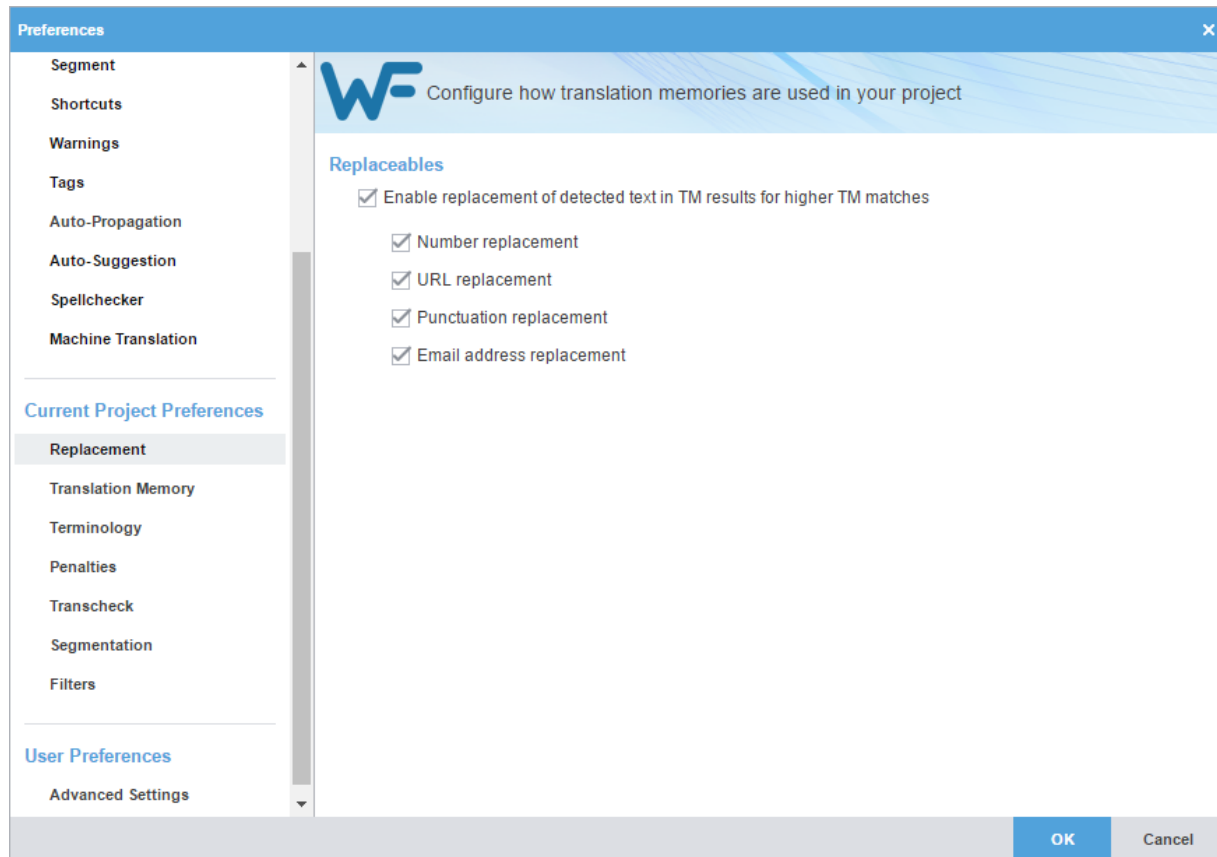 Preferences
Segment
Shortcuts
Warnings
Tags
Auto-Propagation
Auto-Suggestion
Spellchecker
Machine Translation
Current Project Preferences
Replacement
Translation Memory
Terminology
Penalties
Transcheck
Segmentation
Filters
User Preferences
Advanced Settings
WF
Configure how translation memories are used in your project
Replaceables
Enable replacement of detected text in TM results for higher TM matches
Number replacement
URL replacement
Punctuation replacement
Email address replacement
OK
Cancel